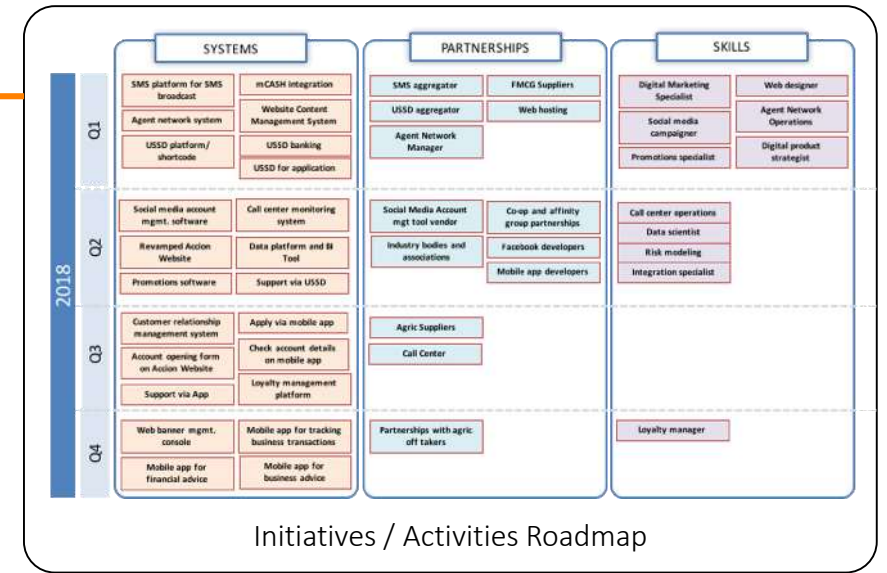 SYSTEMS
PARTNERSHIPS
SKILLS
2018
Q1
SMS platform for SMS
broadcast
Agent network system
USSD platform/
shortcode
mCASH integration
Website Content
Management System
USSD banking
USSD for application
SMS aggregator
USSD aggregator
Agent Network
Manager
FMCG Suppliers
Web hosting
Digital Marketing
Specialist
Social media
campaigner
Promotions specialist
Web designer
Agent Network
Operations
Digital product
strategist
Q2
Social media account
mgmt. software
Revamped Accion
Website
Promotions software
Call center monitoring
system
Data platform and BI
Tool
Support via USSD
Social Media Account
mgt tool vendor
Industry bodies and
associations
Co-op and affinity
group partnerships
Facebook developers
Mobile app developers
Call center operations
Data scientist
Risk modeling
Integration specialist
Q3
Customer relationship
management system
Account opening form
on Accion Website
Support via App
Apply via mobile app
Check account details
on mobile app
Loyalty management
platform
Agric Suppliers
Call Center
Q4
Web banner mgmt.
console
Mobile app for
financial advice
Mobile app for tracking
business transactions
Mobile app for
business advice
Partnerships with agric
off takers
Loyalty manager
Initiatives / Activities Roadmap